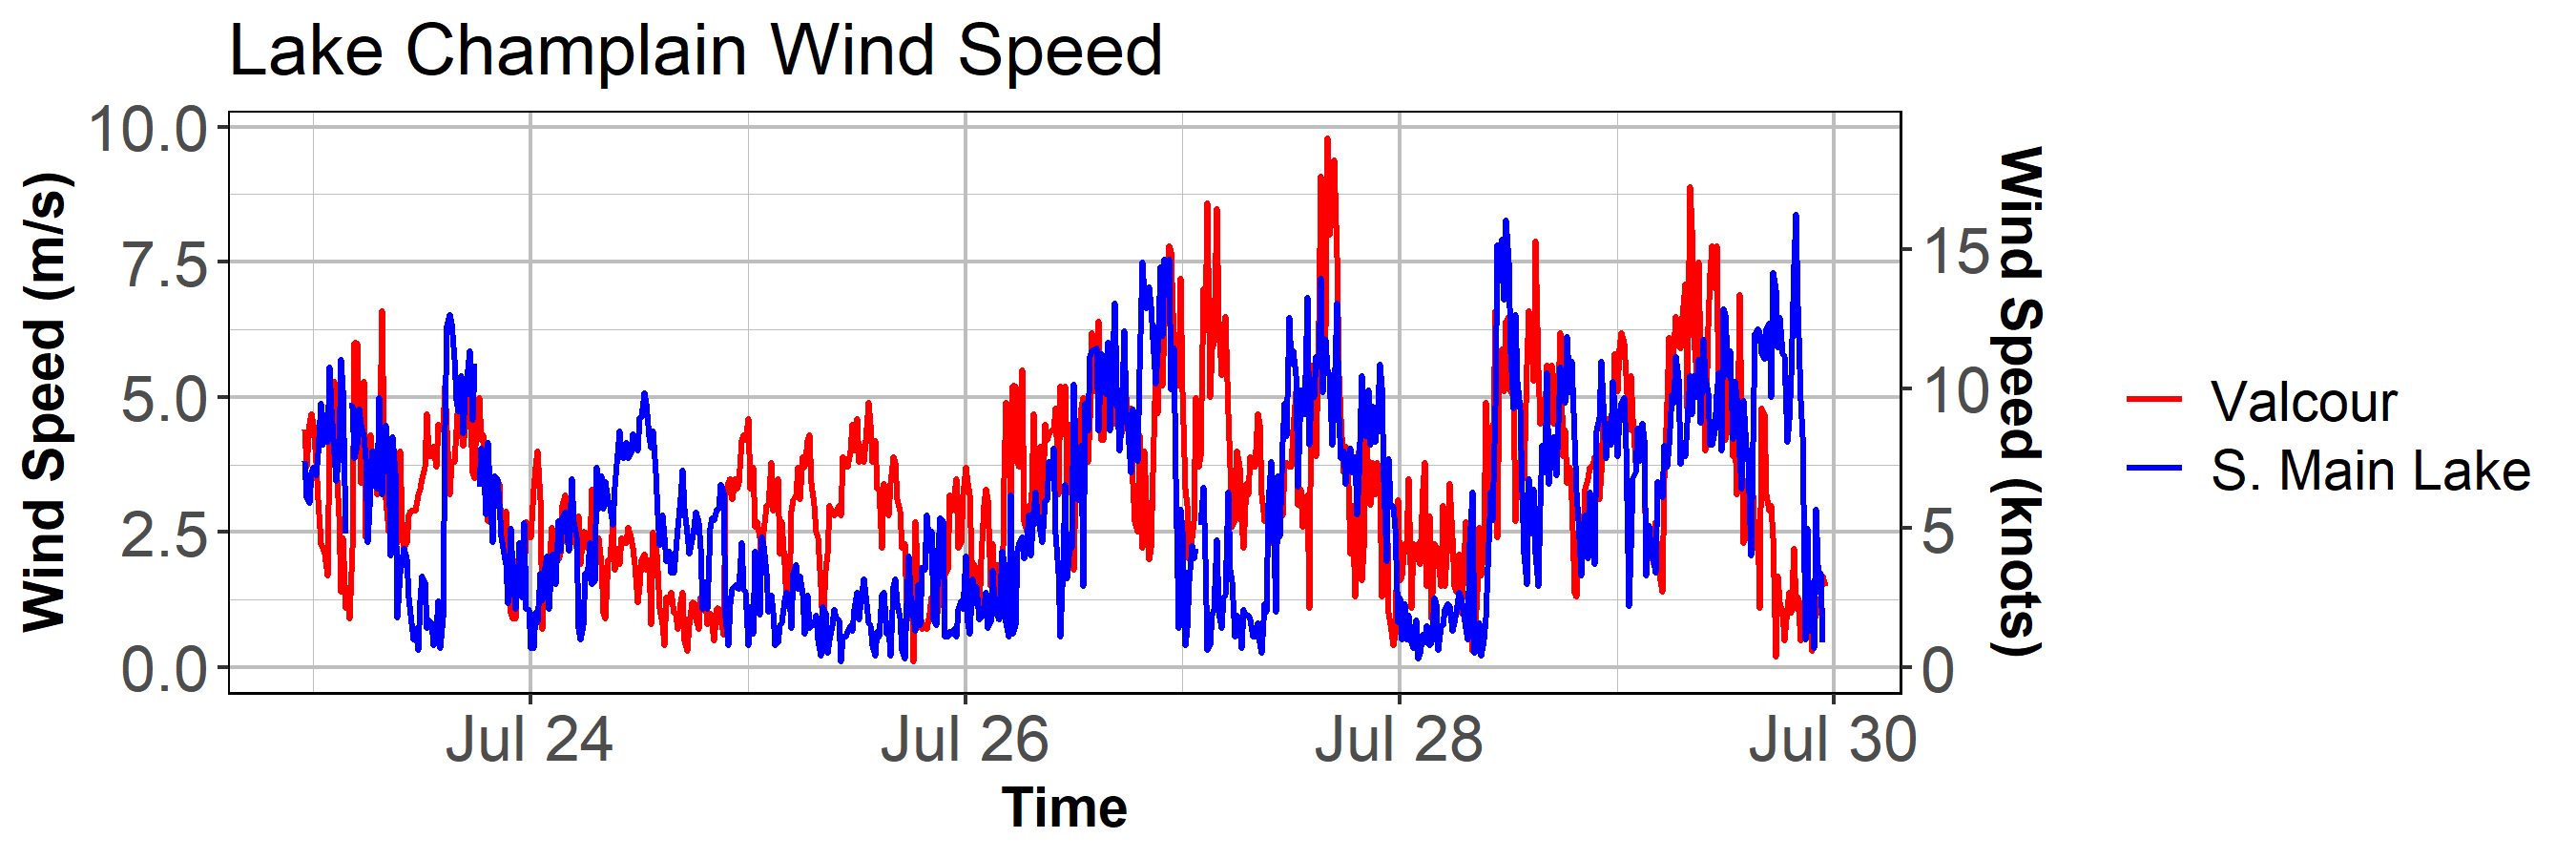 Lake Champlain Wind Speed
Wind Speed (m/s)
10.0
7.5
5.0
2.5
0.0
15
10
5
0
Wind Speed (knots)
Jul 24
Jul 26
Jul 28
Jul 30
Time
Valcour
S. Main Lake